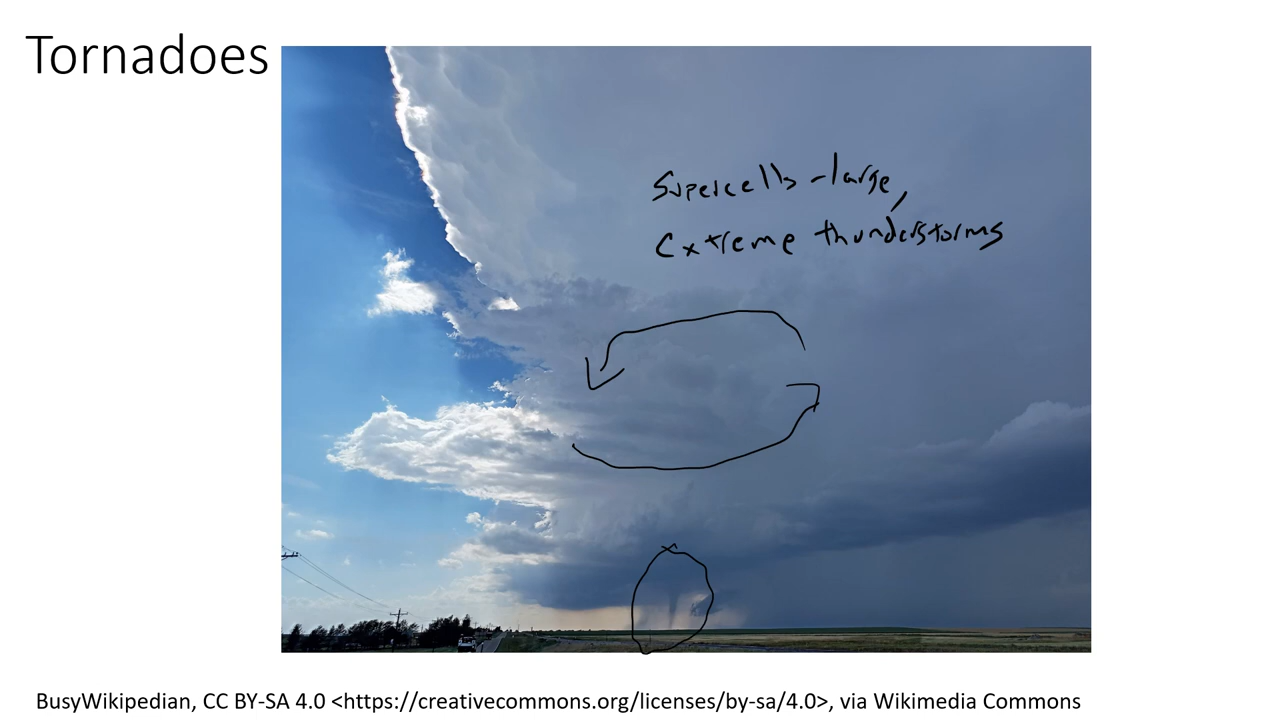 Tornadoes
Supercells - large,
extreme thunderstorms
BusyWikipedian, CC BY-SA 4.0 <https://creativecommons.org/licenses/by-sa/4.0>, via Wikimedia Commons